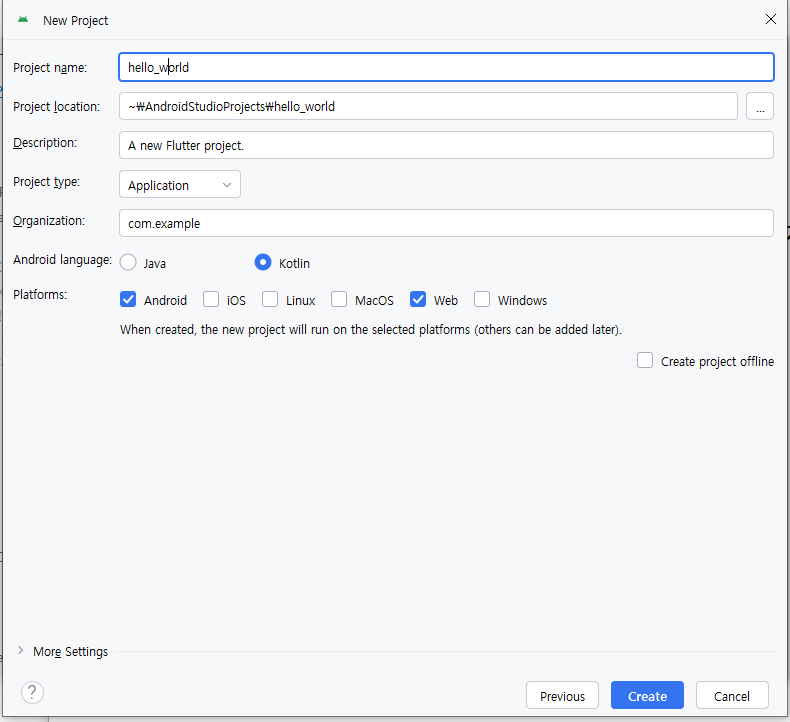 New Project
Project name: hello_world
Project location: ~₩AndroidStudioProjects₩hello_world ...
Description: A new Flutter project.
Project type: Application
Organization: com.example
Android language: Java Kotlin
Platforms: Android iOS Linux MacOS Web Windows
When created, the new project will run on the selected platforms (others can be added later).
Create project offline
More Settings
? Previous Create Cancel